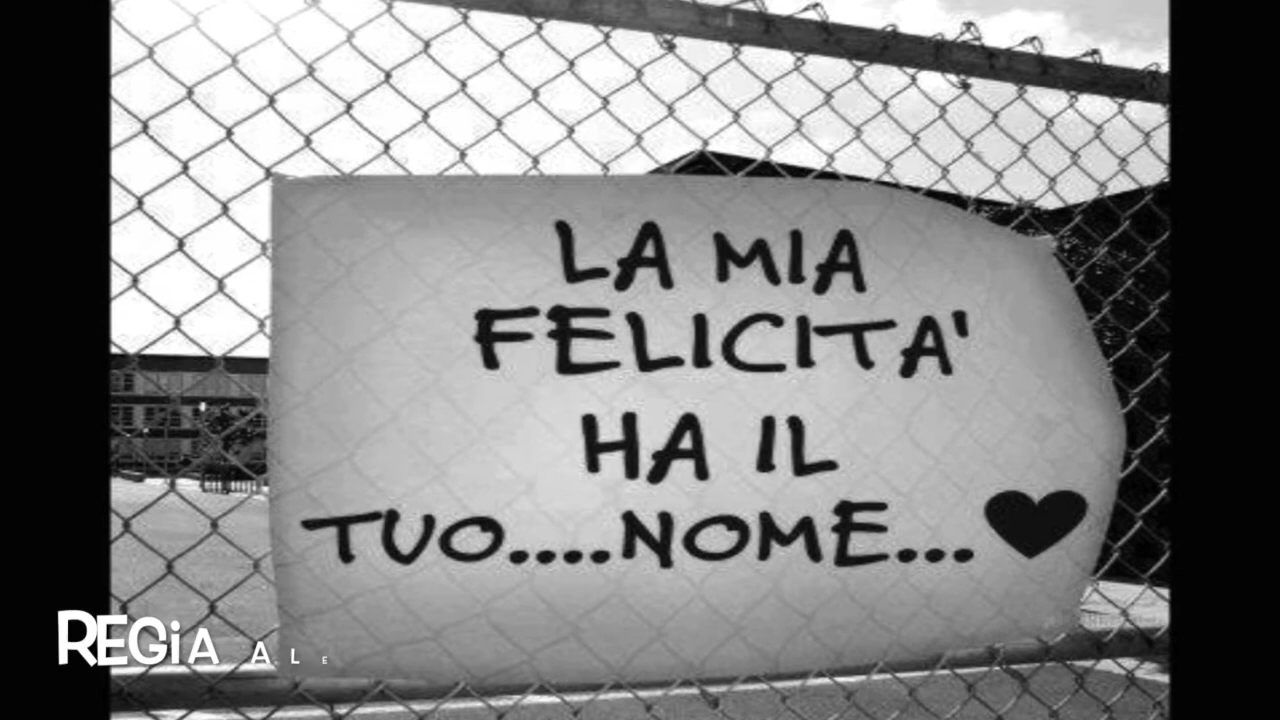 LA MIA
FELICITA'
HA IL
TUO....NOME...
REGiA ALE